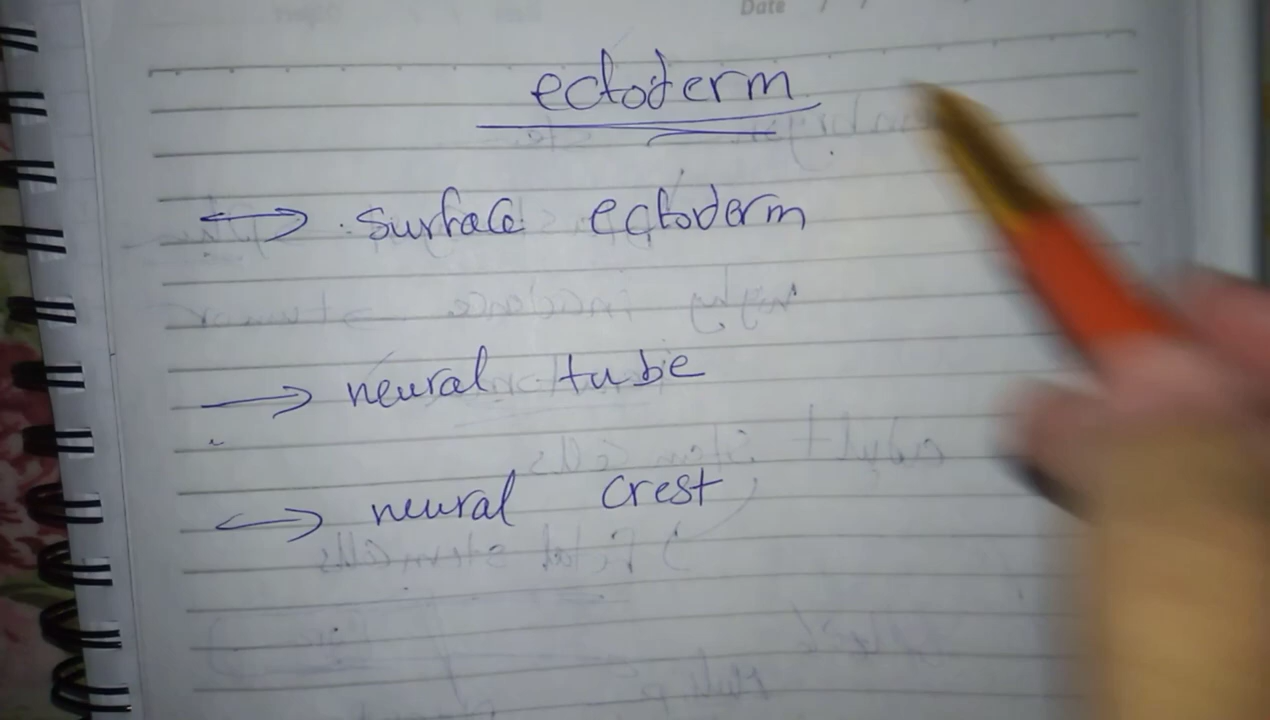 Date / /
ectoderm
→ surface ectoderm
→ neural tube
→ neural crest